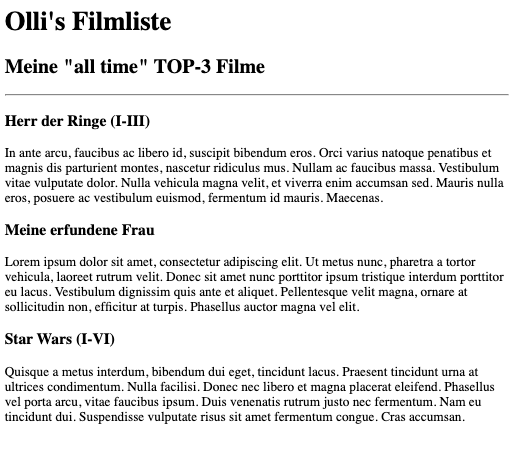 Olli's Filmliste
Meine "all time" TOP-3 Filme
Herr der Ringe (I-III)
In ante arcu, faucibus ac libero id, suscipit bibendum eros. Orci varius natoque penatibus et
magnis dis parturient montes, nascetur ridiculus mus. Nullam ac faucibus massa. Vestibulum
vitae vulputate dolor. Nulla vehicula magna velit, et viverra enim accumsan sed. Mauris nulla
eros, posuere ac vestibulum euismod, fermentum id mauris. Maecenas.
Meine erfundene Frau
Lorem ipsum dolor sit amet, consectetur adipiscing elit. Ut metus nunc, pharetra a tortor
vehicula, laoreet rutrum velit. Donec sit amet nunc porttitor ipsum tristique interdum porttitor
eu lacus. Vestibulum dignissim quis ante et aliquet. Pellentesque velit magna, ornare at
sollicitudin non, efficitur at turpis. Phasellus auctor magna vel elit.
Star Wars (I-VI)
Quisque a metus interdum, bibendum dui eget, tincidunt lacus. Praesent tincidunt urna at
ultrices condimentum. Nulla facilisi. Donec nec libero et magna placerat eleifend. Phasellus
vel porta arcu, vitae faucibus ipsum. Duis venenatis rutrum justo nec fermentum. Nam eu
tincidunt dui. Suspendisse vulputate risus sit amet fermentum congue. Cras accumsan.